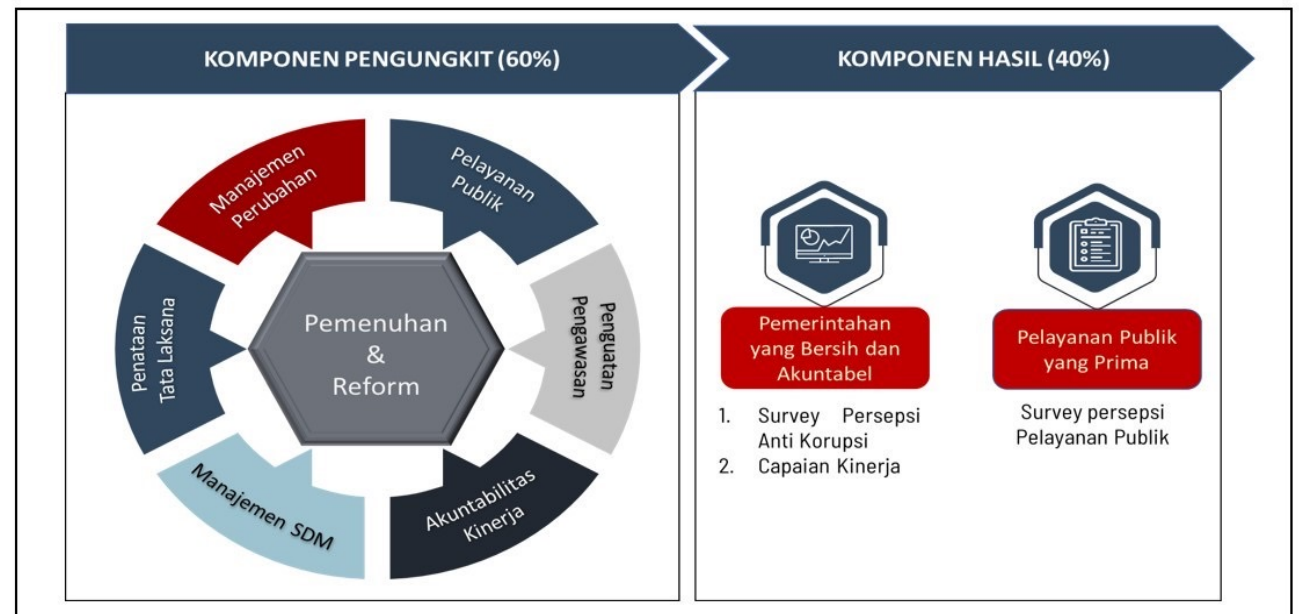 KOMPONEN PENGUNGKIT (60%)
KOMPONEN HASIL (40%)
Manajemen
Perubahan
Pelayanan
Publik
Penataan
Tata Laksana
Pemenuhan
&
Reform
Penguatan
Pengawasan
Manajemen SDM
Akuntabilitas
Kinerja
Pemerintahan
yang Bersih dan
Akuntabel
1. Survey Persepsi
Anti Korupsi
2. Capaian Kinerja
Pelayanan Publik
yang Prima
Survey persepsi
Pelayanan Publik